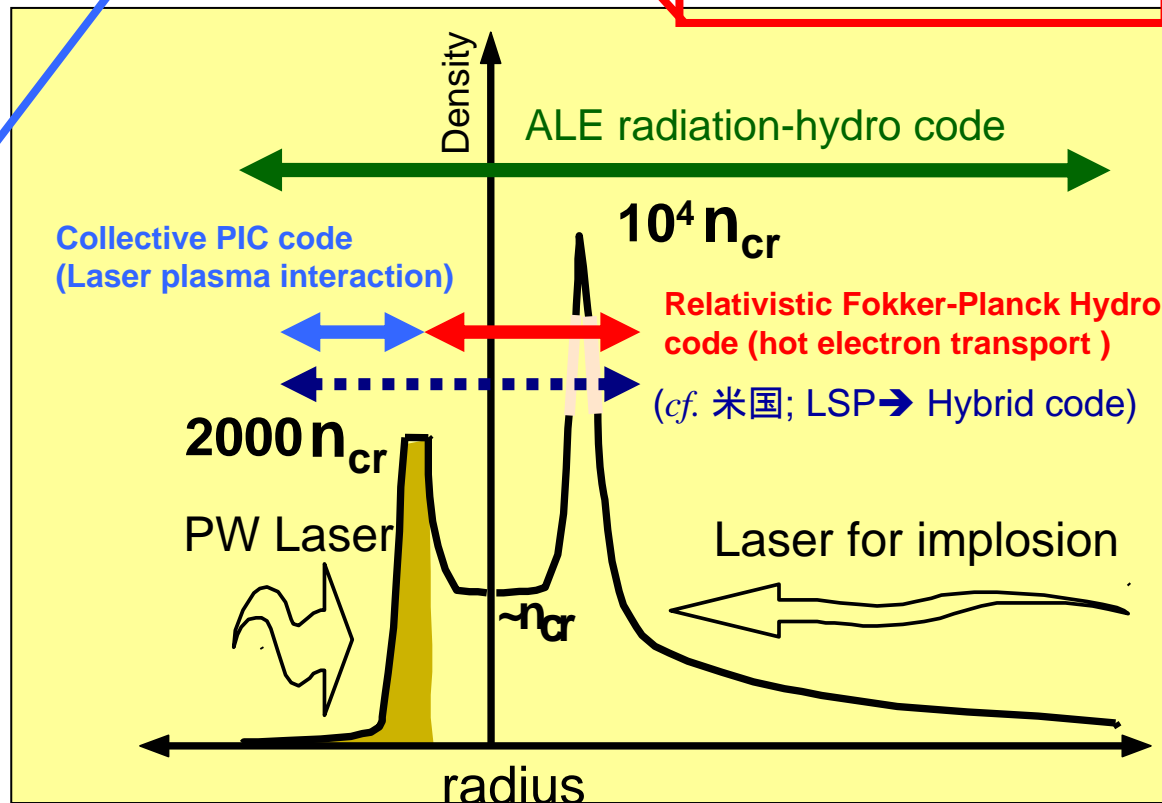 Density
ALE radiation-hydro code
10⁴ n_cr
Collective PIC code
(Laser plasma interaction)
Relativistic Fokker-Planck Hydro
code (hot electron transport )
(cf. 米国; LSP➔ Hybrid code)
2000 n_cr
PW Laser
Laser for implosion
~n_cr
radius